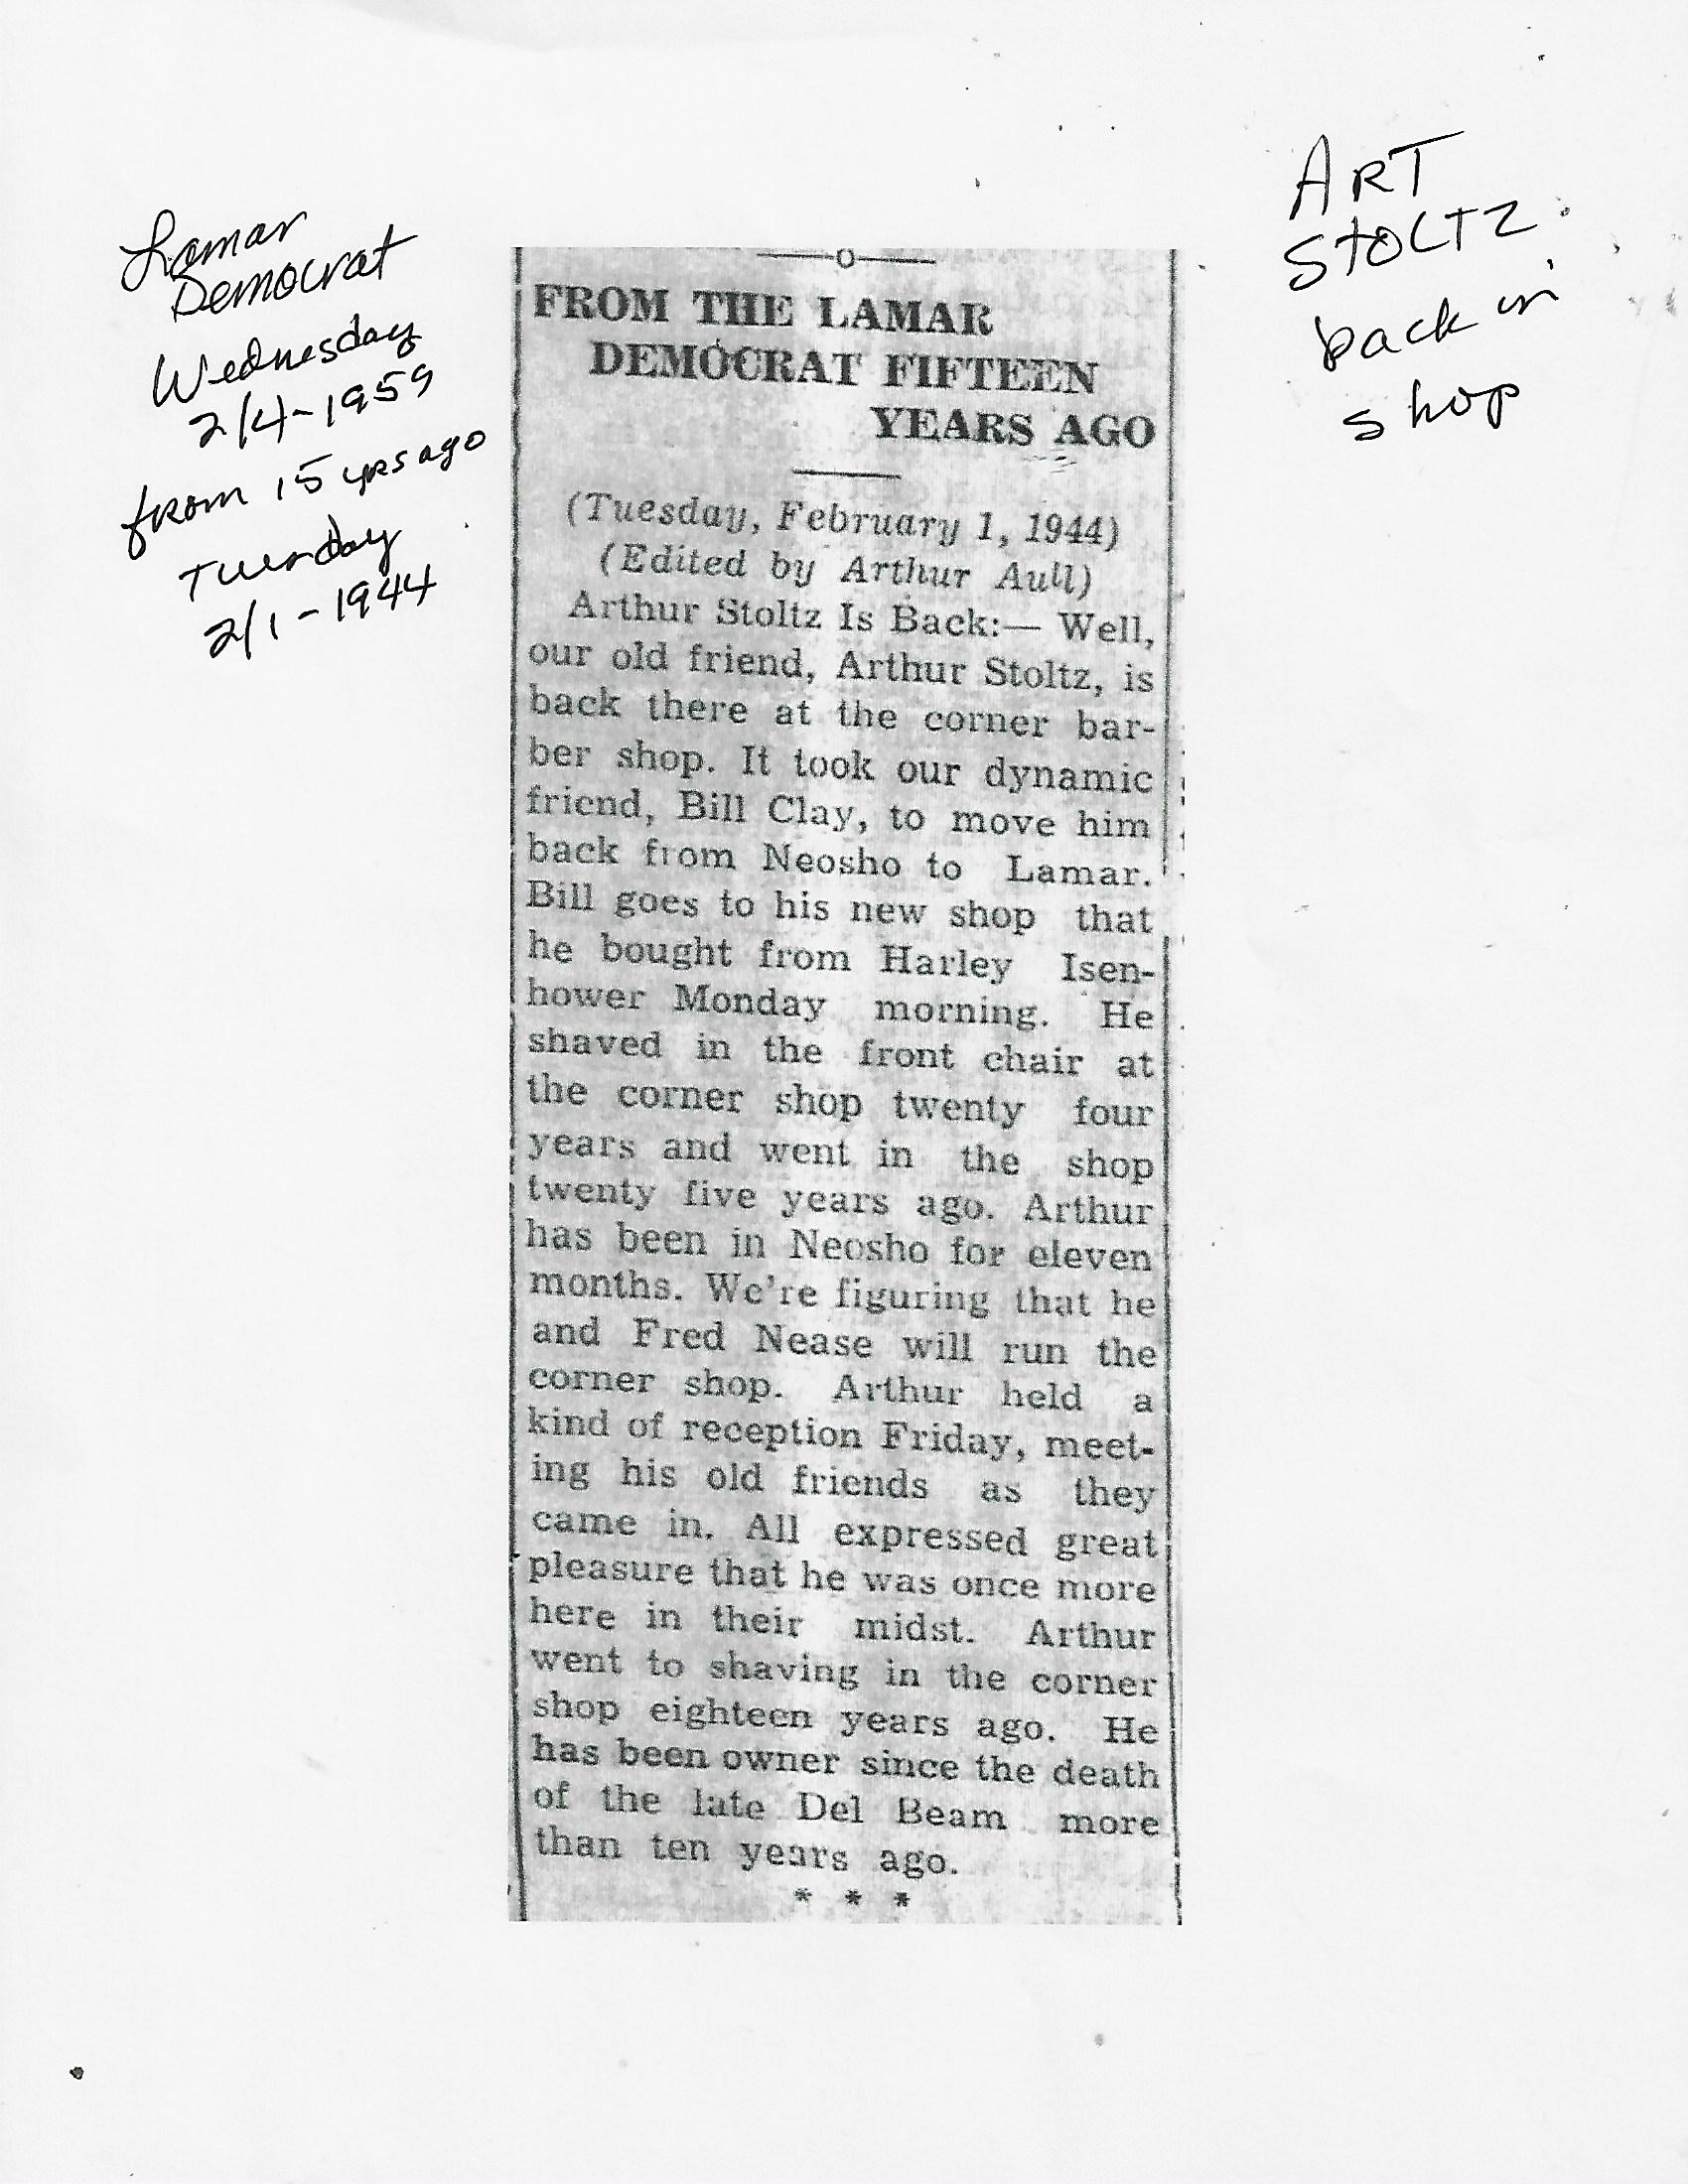 Lamar
Democrat
Wednesday
2/4-1959
from 15 yrs ago
Tuesday
2/1-1944
ART
STOLTZ
back in
shop
FROM THE LAMAR
DEMOCRAT FIFTEEN
YEARS AGO
(Tuesday, February 1, 1944)
(Edited by Arthur Aull)
Arthur Stoltz Is Back:— Well,
our old friend, Arthur Stoltz, is
back there at the corner bar-
ber shop. It took our dynamic
friend, Bill Clay, to move him
back from Neosho to Lamar.
Bill goes to his new shop that
he bought from Harley Isen-
hower Monday morning. He
shaved in the front chair at
the corner shop twenty four
years and went in the shop
twenty five years ago. Arthur
has been in Neosho for eleven
months. We're figuring that he
and Fred Nease will run the
corner shop. Arthur held a
kind of reception Friday, meet-
ing his old friends as they
came in. All expressed great
pleasure that he was once more
here in their midst. Arthur
went to shaving in the corner
shop eighteen years ago. He
has been owner since the death
of the late Del Beam more
than ten years ago.
* * *